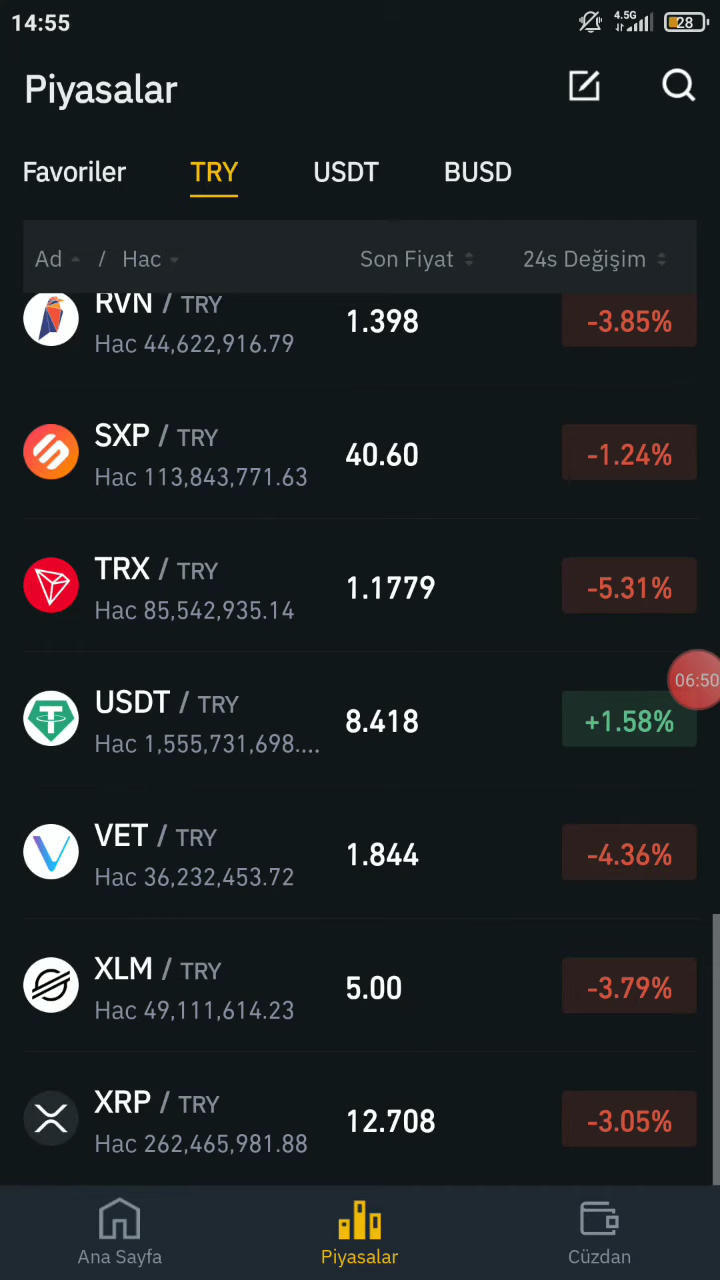 14:55 4.5G 28
Piyasalar
Favoriler TRY USDT BUSD
Ad / Hac Son Fiyat 24s Değişim
RVN / TRY 1.398 -3.85%
Hac 44,622,916.79
SXP / TRY 40.60 -1.24%
Hac 113,843,771.63
TRX / TRY 1.1779 -5.31%
Hac 85,542,935.14
06:50
USDT / TRY 8.418 +1.58%
Hac 1,555,731,698....
VET / TRY 1.844 -4.36%
Hac 36,232,453.72
XLM / TRY 5.00 -3.79%
Hac 49,111,614.23
XRP / TRY 12.708 -3.05%
Hac 262,465,981.88
Ana Sayfa Piyasalar Cüzdan